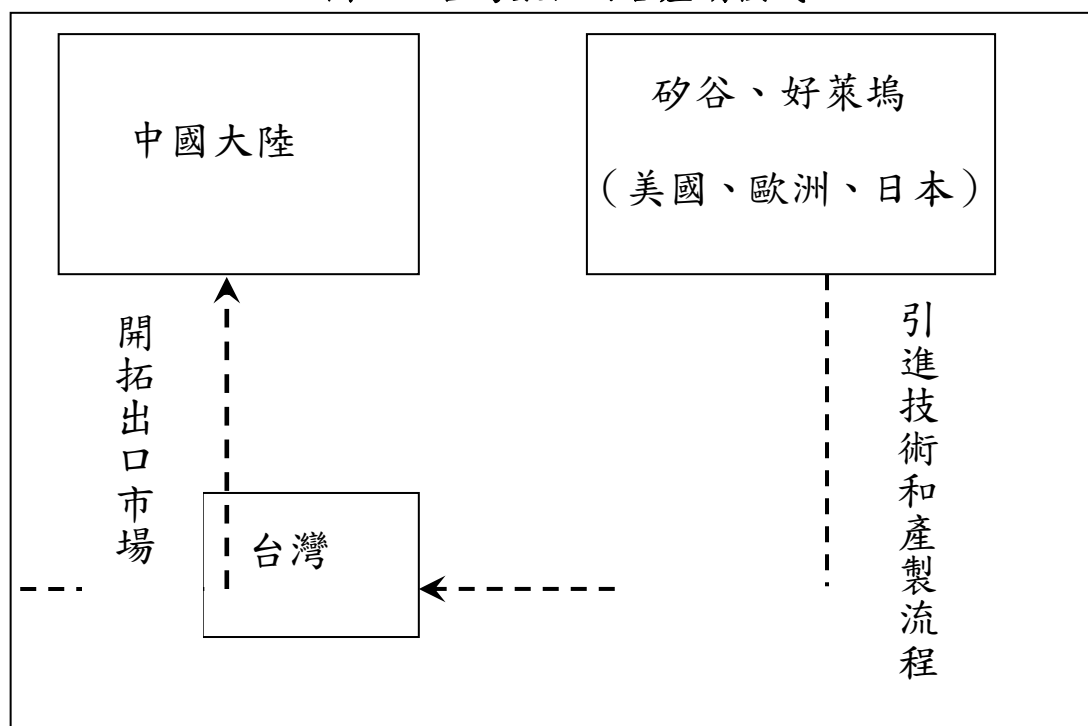 中國大陸
矽谷、好萊塢
（美國、歐洲、日本）
開拓出口市場
引進技術和產製流程
台灣